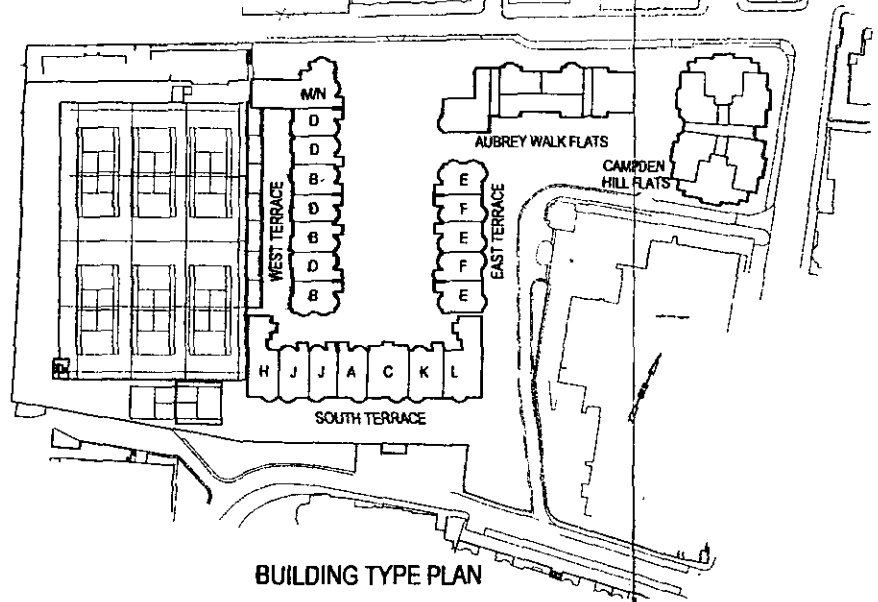 M/N
D
D
B
D
B
D
B
WEST TERRACE
AUBREY WALK FLATS
CAMPDEN
HILL FLATS
E
F
E
F
E
EAST TERRACE
H J J A C K L
SOUTH TERRACE
BUILDING TYPE PLAN